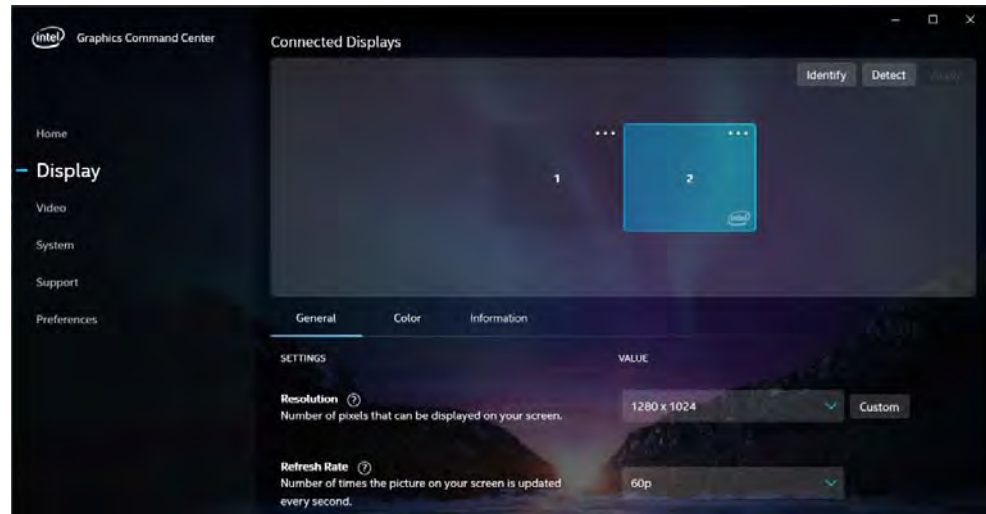 intel Graphics Command Center
Connected Displays
Identify Detect Apply
Home
Display
Video
System
Support
Preferences
1
2
intel
General Color Information
SETTINGS VALUE
Resolution ?
Number of pixels that can be displayed on your screen.
1280 x 1024 Custom
Refresh Rate ?
Number of times the picture on your screen is updated
every second.
60p